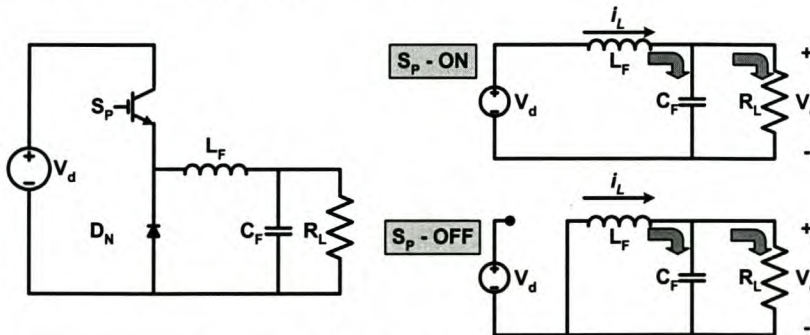 S_P
V_d
L_F
D_N
C_F
R_L
+
−
i_L
S_P - ON
L_F
V_d
C_F
R_L
+
−
+
−
i_L
S_P - OFF
L_F
V_d
C_F
R_L
+
−
+
−